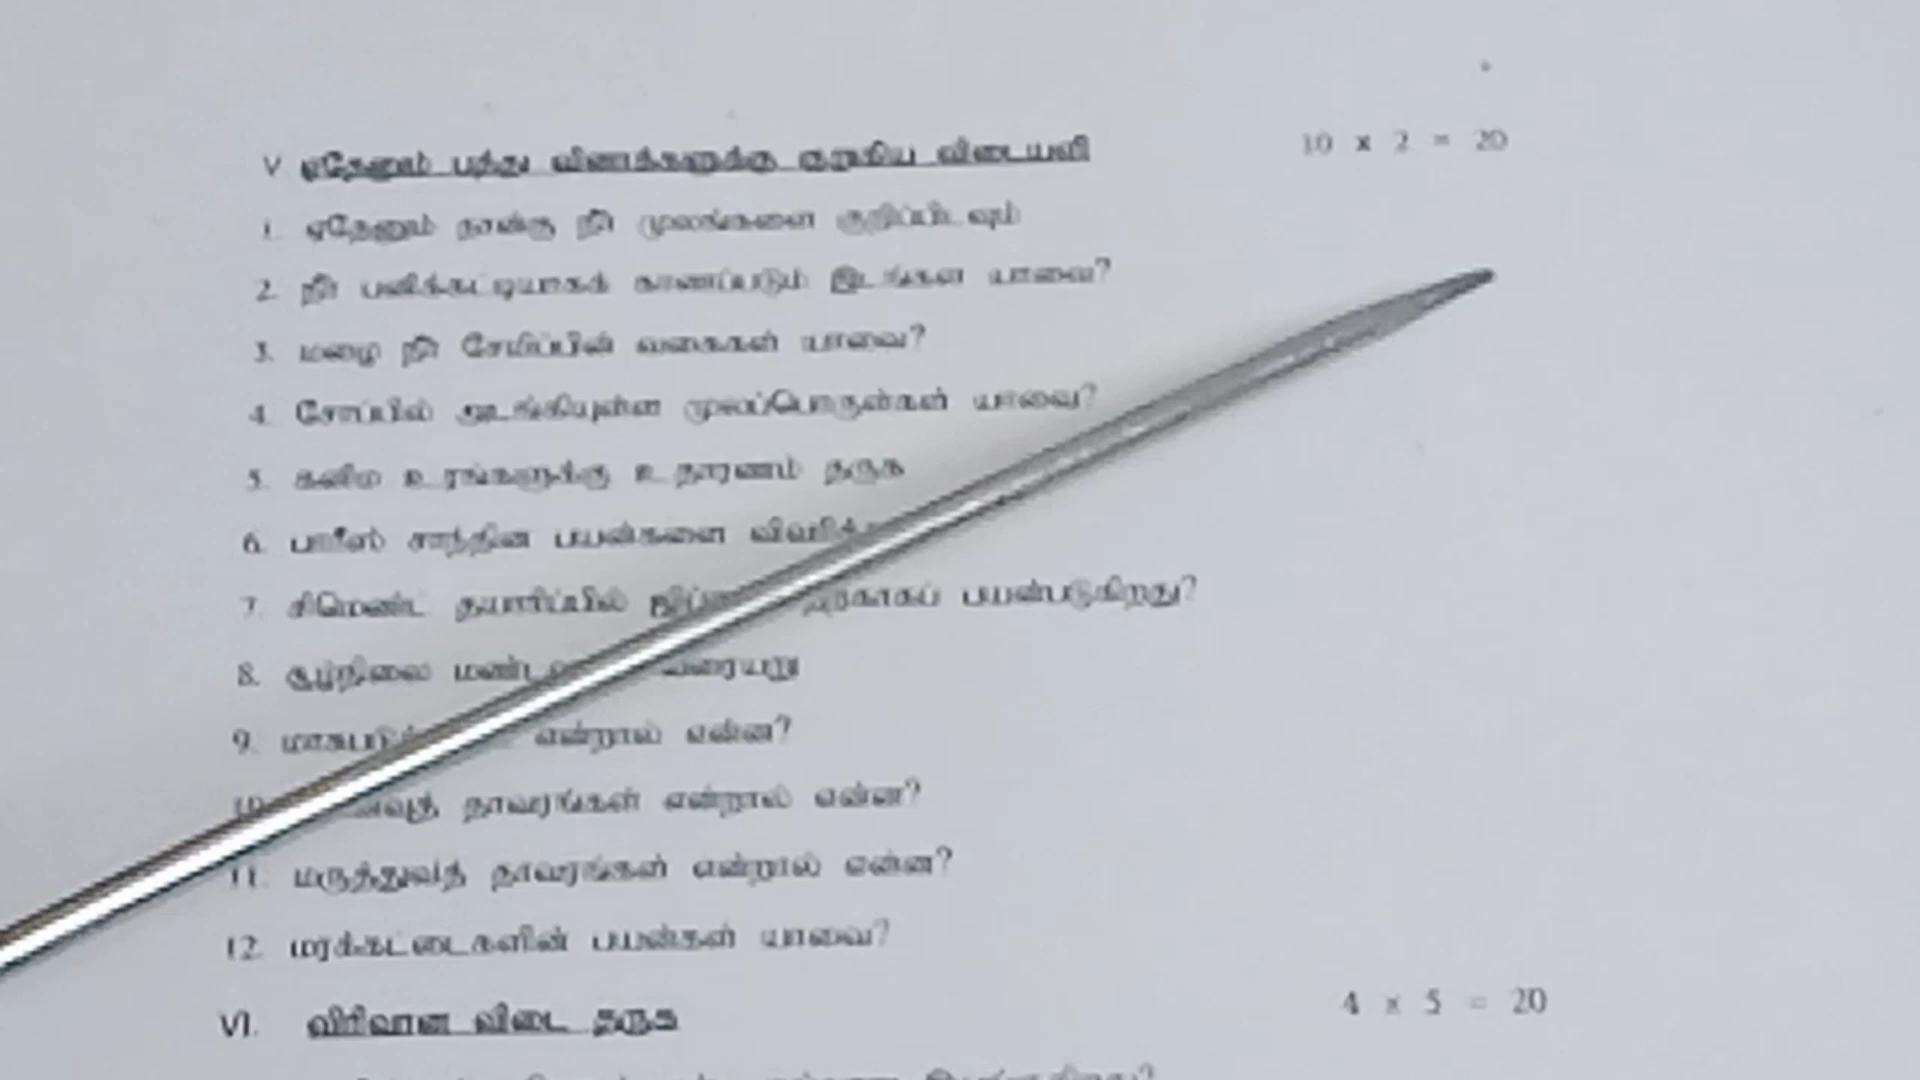 V ஏதேனும் பத்து வினாக்களுக்கு குறுகிய விடையளி 10 x 2 = 20
1. ஏதேனும் நான்கு நீர் மூலங்களை குறிப்பிடவும்
2. நீர் பனிக்கட்டியாகக் காணப்படும் இடங்கள் யாவை?
3. மழை நீர் சேமிப்பின் வகைகள் யாவை?
4. சோப்பில் அடங்கியுள்ள மூலப்பொருள்கள் யாவை?
5. கனிம உரங்களுக்கு உதாரணம் தருக
6. பாரீஸ் சாந்தின் பயன்களை
7. சிமெண்ட் தயாரிப்பில் பயன்படுகிறது?
8. சூழ்நிலை வரையறு
9. என்றால் என்ன?
10. தாவரங்கள் என்றால் என்ன?
11. மருத்துவத் தாவரங்கள் என்றால் என்ன?
12. மரக்கட்டைகளின் பயன்கள் யாவை?
VI. விரிவான விடை தருக 4 x 5 = 20